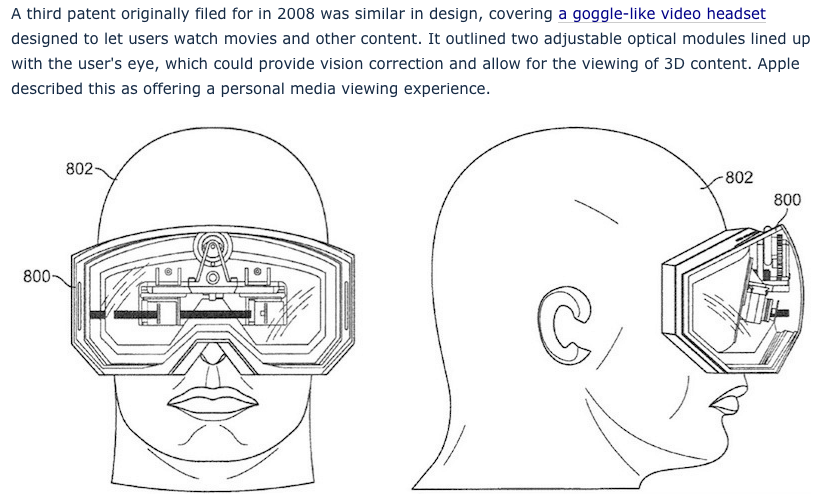 A third patent originally filed for in 2008 was similar in design, covering a goggle-like video headset
designed to let users watch movies and other content. It outlined two adjustable optical modules lined up
with the user's eye, which could provide vision correction and allow for the viewing of 3D content. Apple
described this as offering a personal media viewing experience.
802
800
802
800